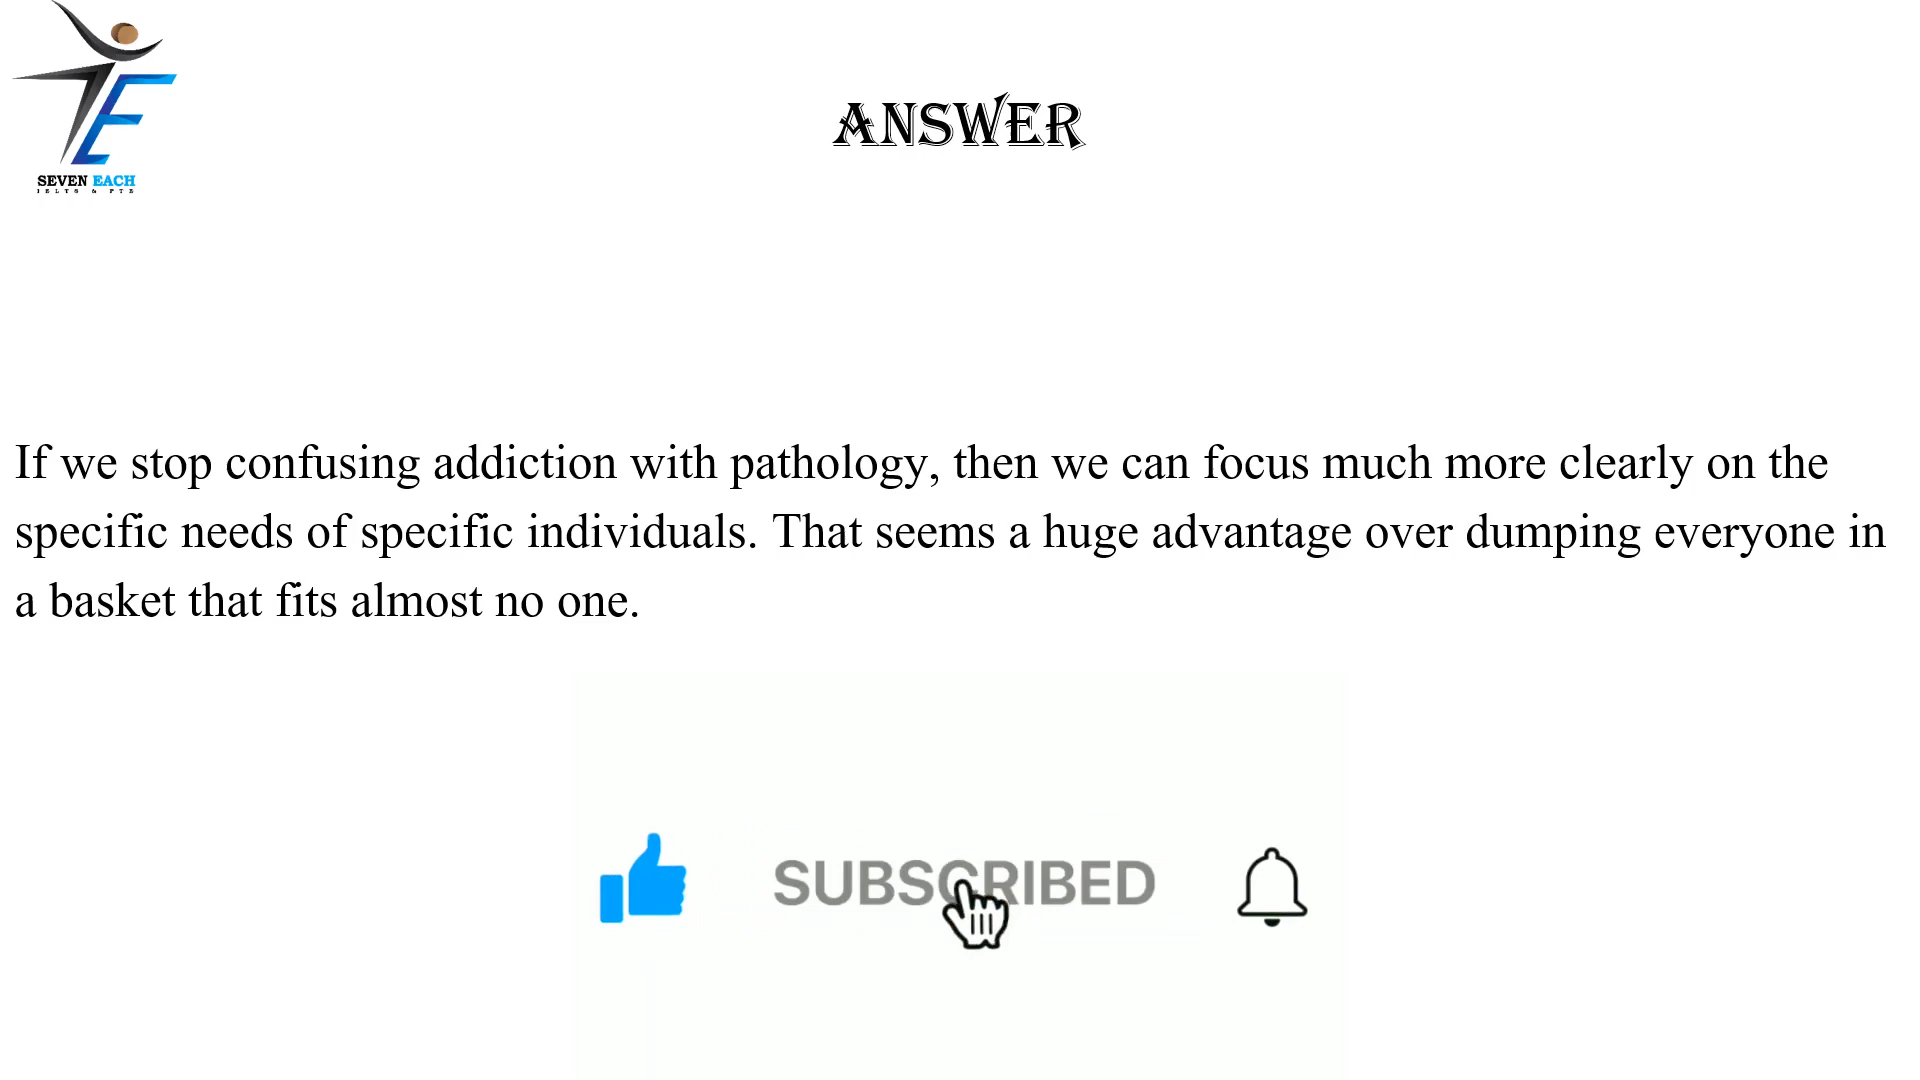 SEVEN EACH
IELTS & PTE
ANSWER
If we stop confusing addiction with pathology, then we can focus much more clearly on the
specific needs of specific individuals. That seems a huge advantage over dumping everyone in
a basket that fits almost no one.
SUBSCRIBED